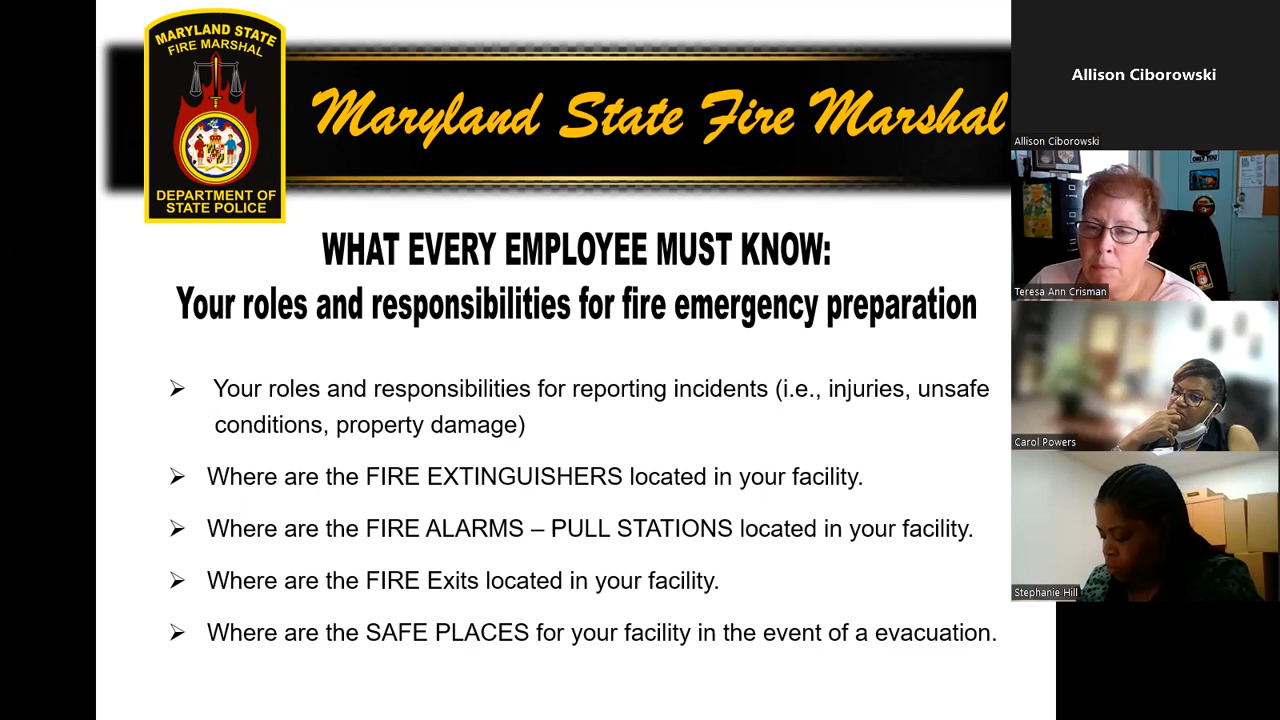 MARYLAND STATE
FIRE MARSHAL
DEPARTMENT OF
STATE POLICE
Maryland State Fire Marshal
WHAT EVERY EMPLOYEE MUST KNOW:
Your roles and responsibilities for fire emergency preparation
Your roles and responsibilities for reporting incidents (i.e., injuries, unsafe
conditions, property damage)
Where are the FIRE EXTINGUISHERS located in your facility.
Where are the FIRE ALARMS – PULL STATIONS located in your facility.
Where are the FIRE Exits located in your facility.
Where are the SAFE PLACES for your facility in the event of a evacuation.
Allison Ciborowski
Allison Ciborowski
ONLY YOU
Teresa Ann Crisman
Carol Powers
Stephanie Hill